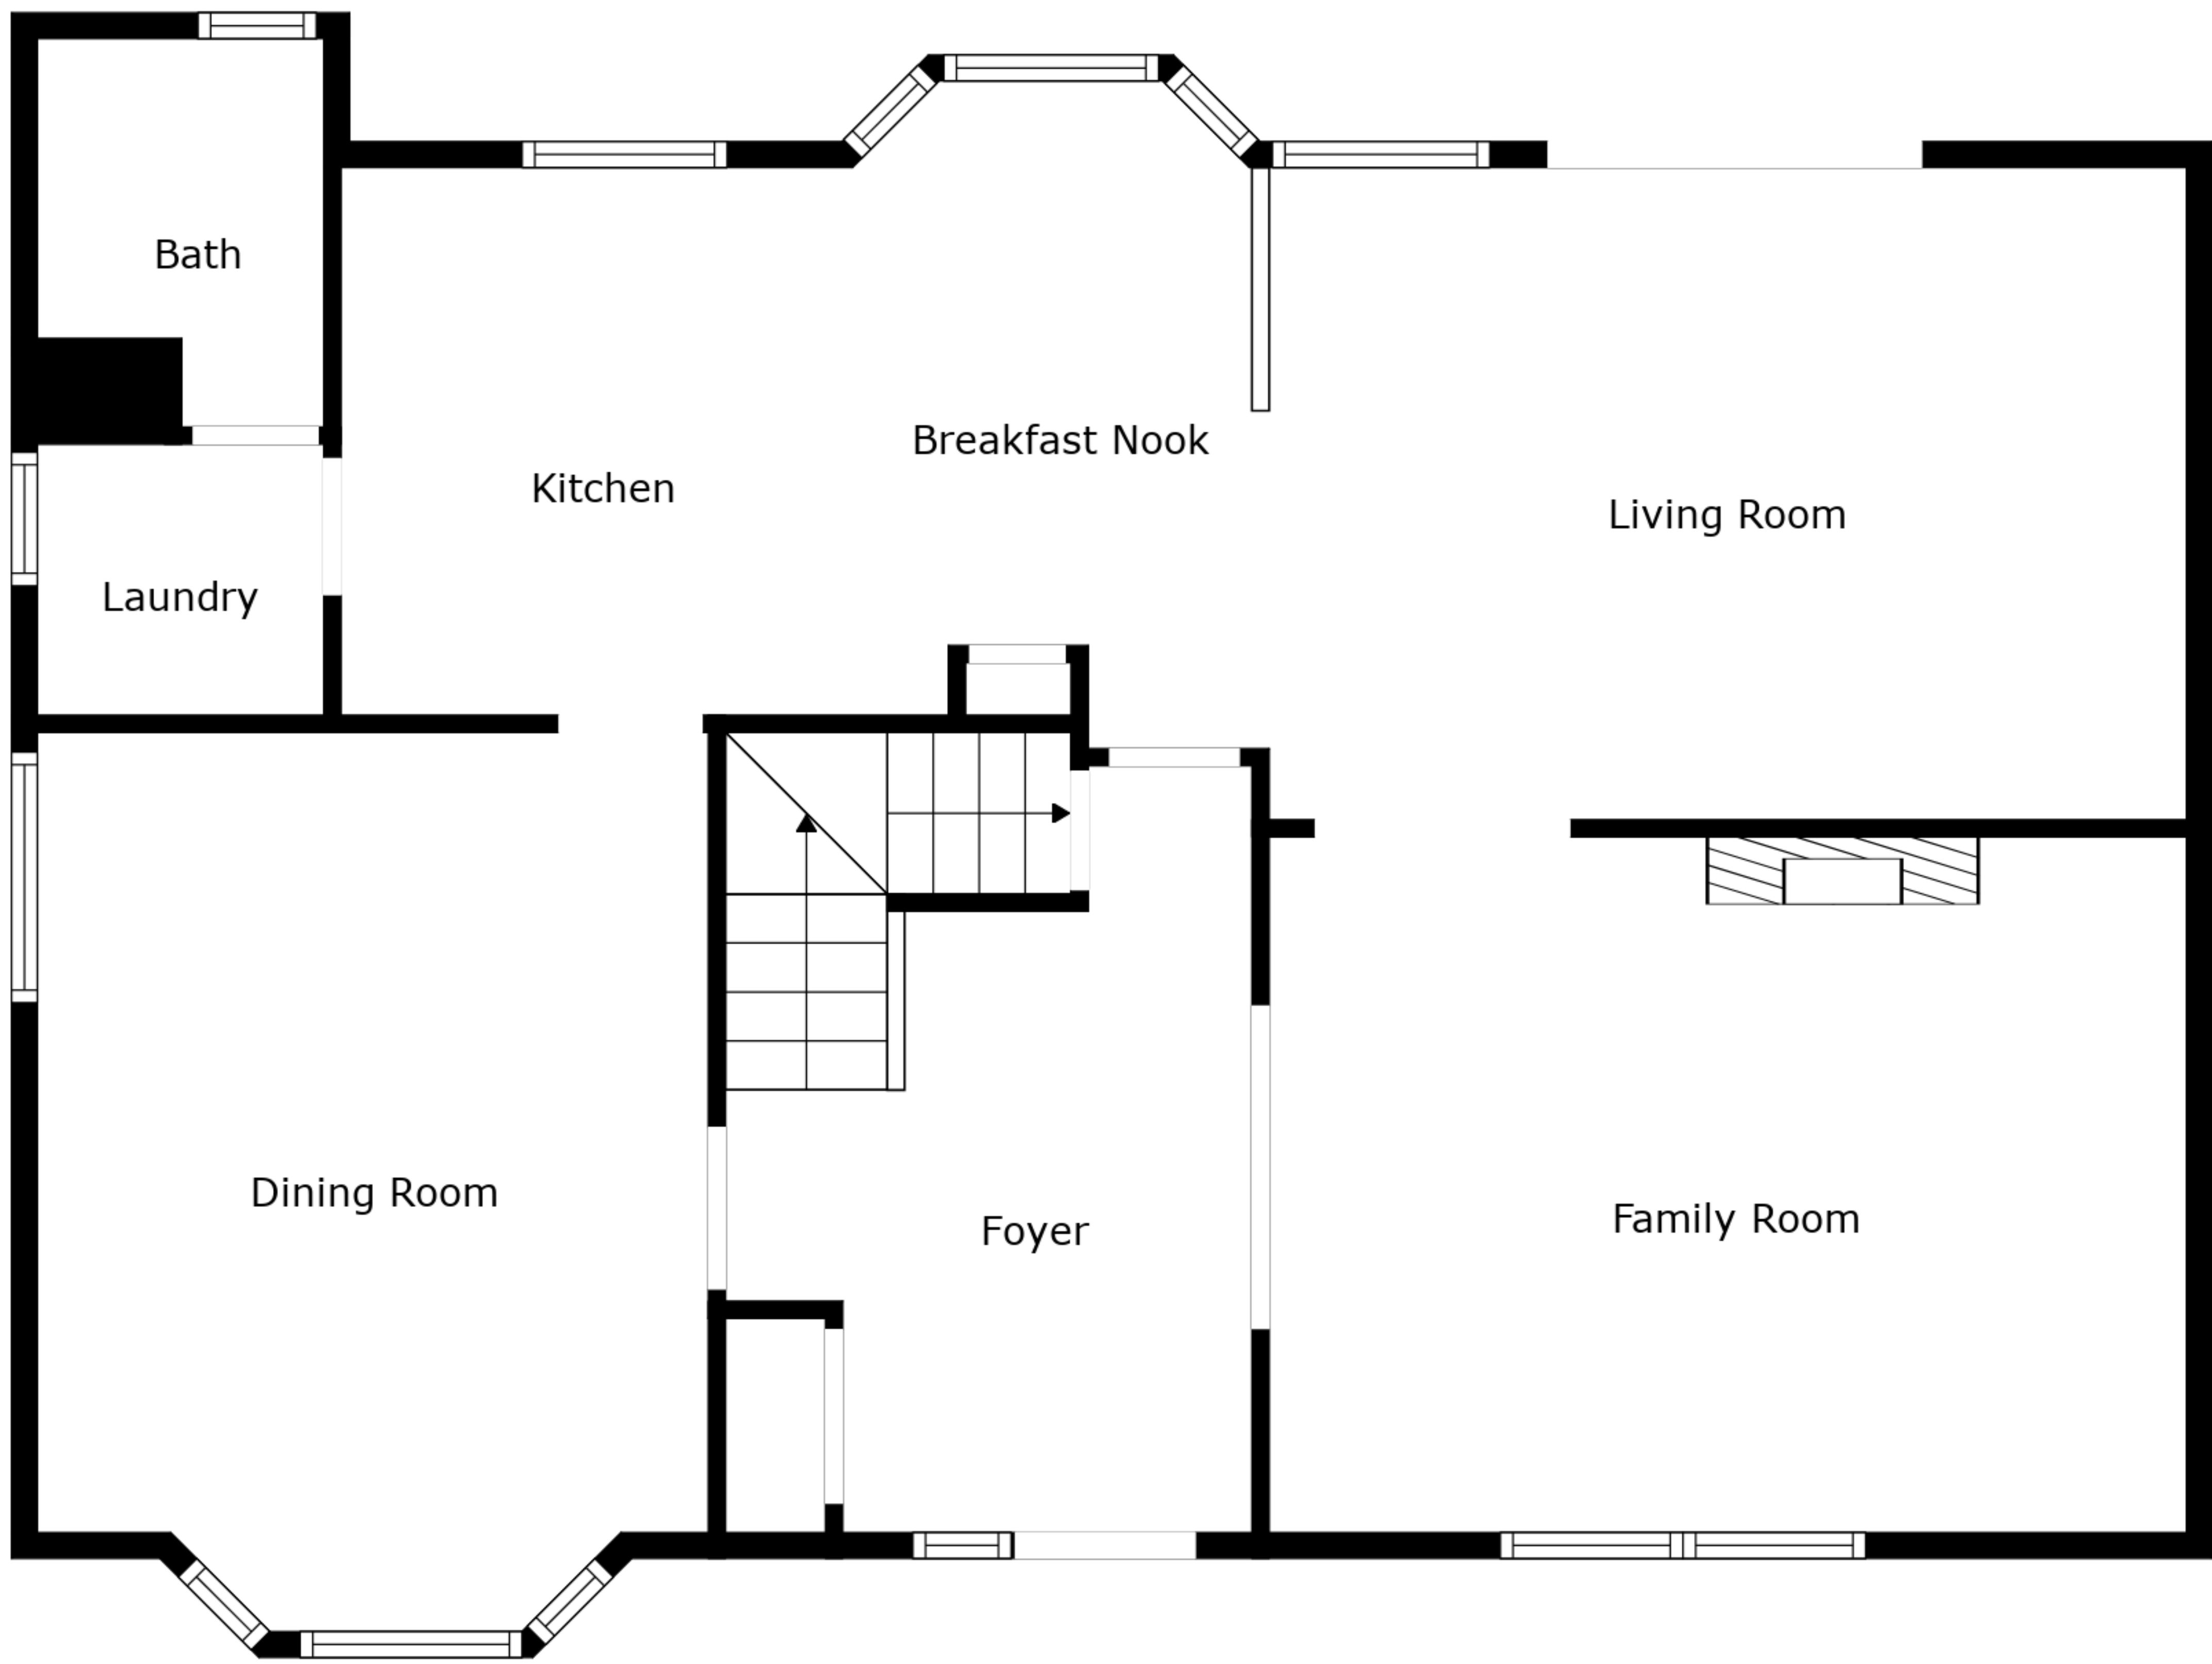 Bath
Breakfast Nook
Kitchen
Living Room
Laundry
Dining Room
Family Room
Foyer